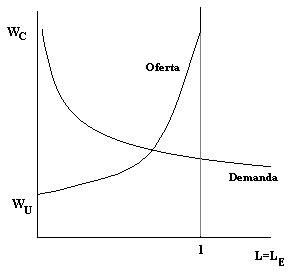 W_C
Oferta
Demanda
W_U
1
L=L_E